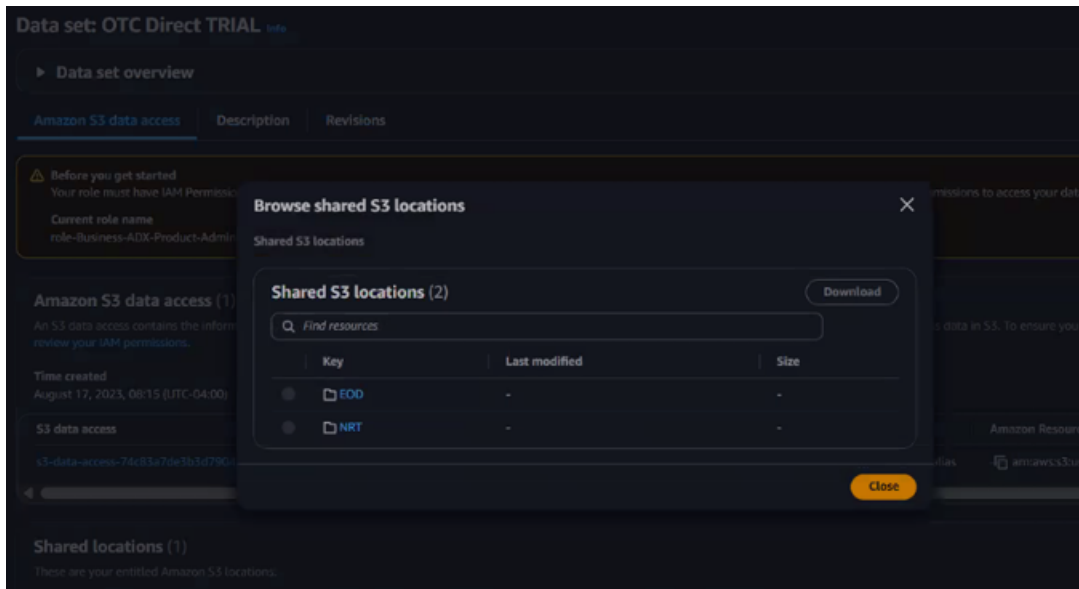 Data set: OTC Direct TRIAL Info
Data set overview
Amazon S3 data access Description Revisions
Before you get started
Your role must have IAM Permissio
missions to access your dat
Current role name
role-Business-ADX-Product-Admin
Browse shared S3 locations
Shared S3 locations
Shared S3 locations (2)
Download
Find resources
Key Last modified Size
EOD - -
NRT - -
Close
Amazon S3 data access (1)
An S3 data access contains the inform
s data in S3. To ensure you
review your IAM permissions.
Time created
August 17, 2023, 08:15 (UTC-04:00)
S3 data access
Amazon Resour
alias
arn:aws:s3:u
Shared locations (1)
These are your entitled Amazon S3 locations: